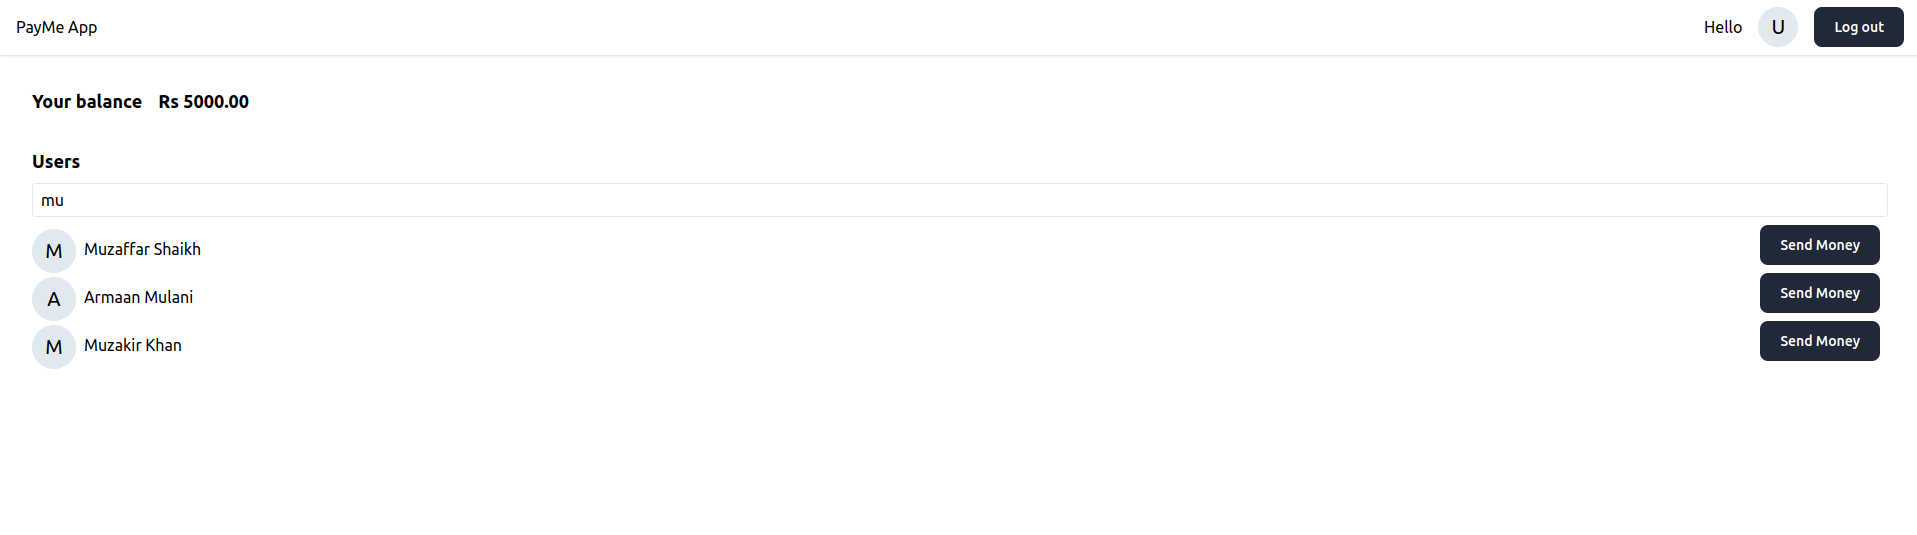 PayMe App Hello U Log out
Your balance Rs 5000.00
Users
mu
M Muzaffar Shaikh Send Money
A Armaan Mulani Send Money
M Muzakir Khan Send Money